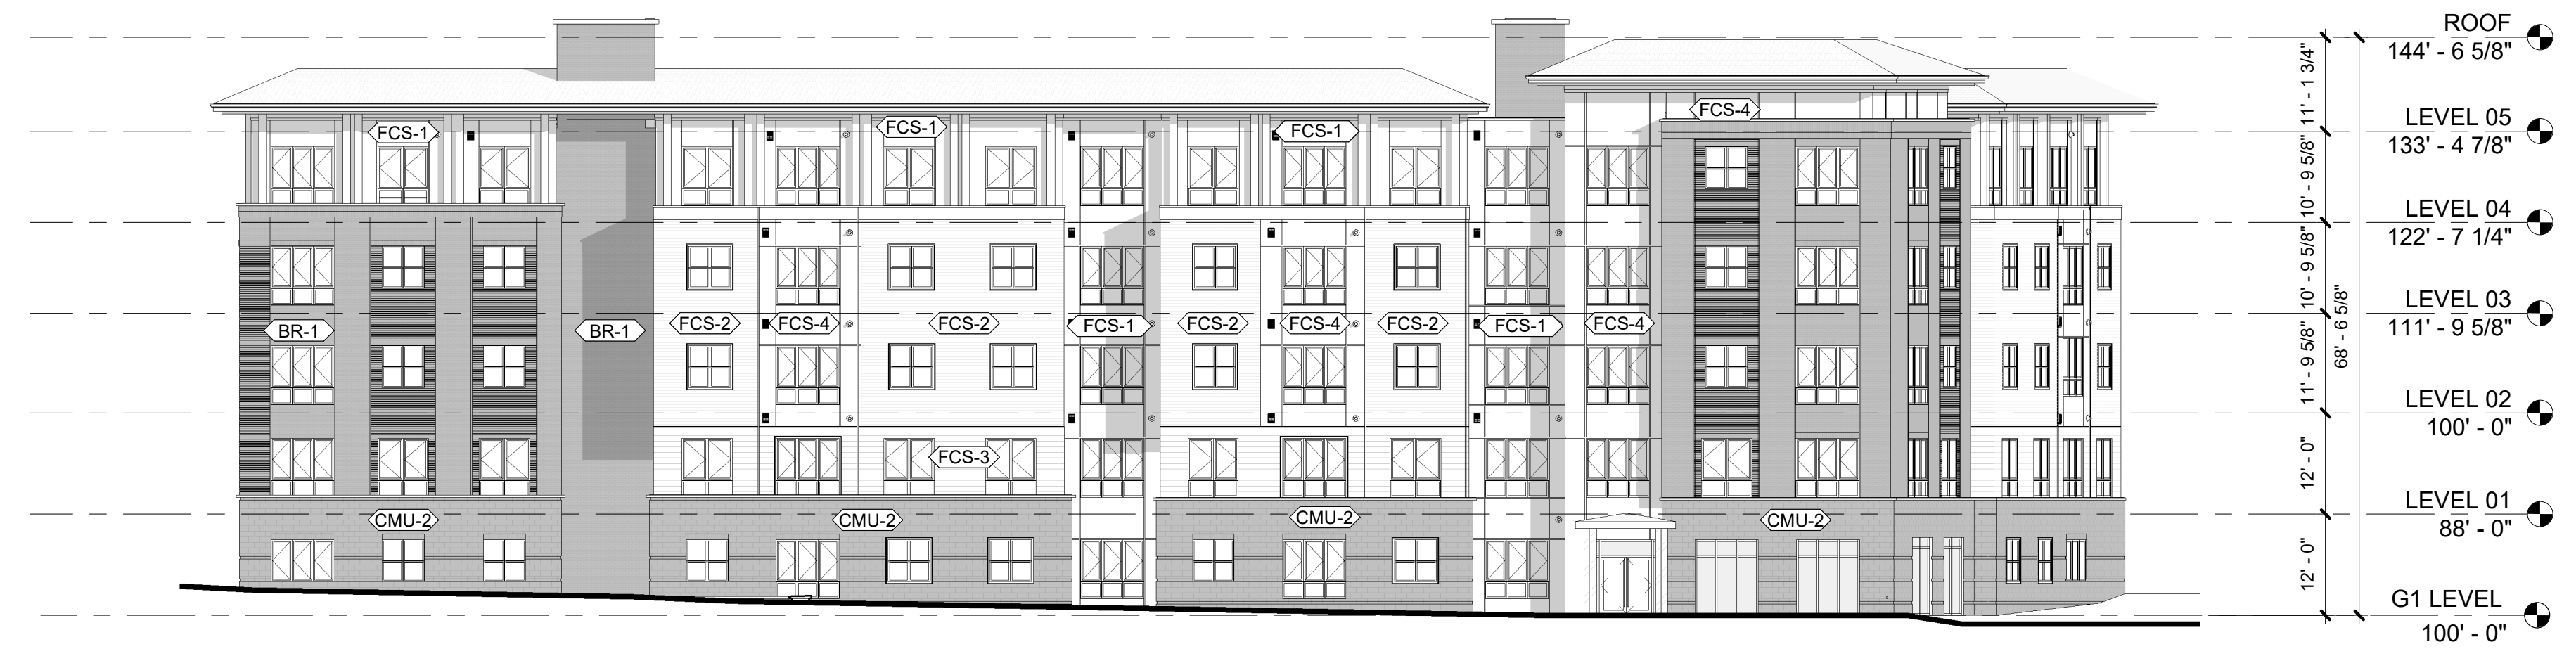 ROOF
144' - 6 5/8"
11' - 1 3/4"
FCS-4
LEVEL 05
133' - 4 7/8"
FCS-1
FCS-1
FCS-1
10' - 9 5/8"
LEVEL 04
122' - 7 1/4"
10' - 9 5/8"
LEVEL 03
111' - 9 5/8"
68' - 6 5/8"
BR-1
BR-1
FCS-2
FCS-4
FCS-2
FCS-1
FCS-2
FCS-4
FCS-2
FCS-1
FCS-4
11' - 9 5/8"
LEVEL 02
100' - 0"
FCS-3
12' - 0"
LEVEL 01
88' - 0"
CMU-2
CMU-2
CMU-2
CMU-2
12' - 0"
G1 LEVEL
100' - 0"